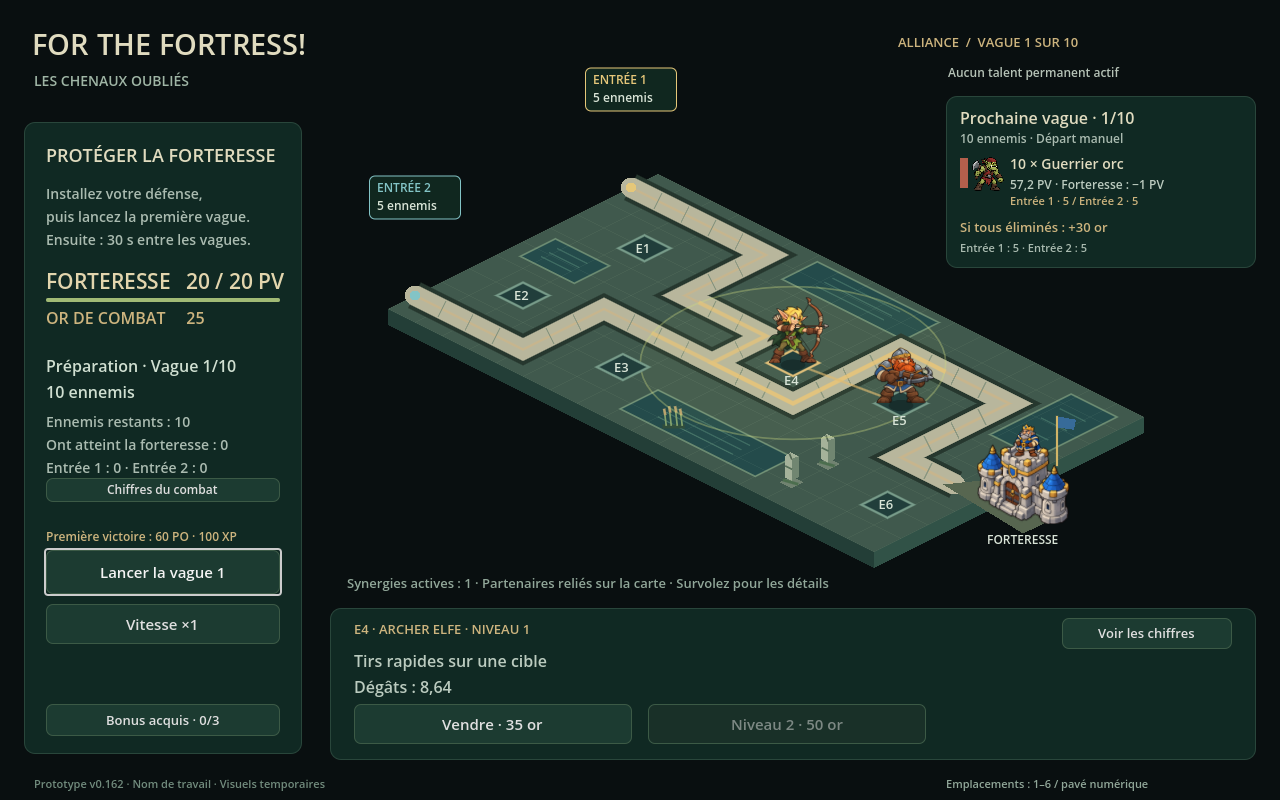 FOR THE FORTRESS!
LES CHENAUX OUBLIÉS
ALLIANCE / VAGUE 1 SUR 10
Aucun talent permanent actif
ENTRÉE 1
5 ennemis
ENTRÉE 2
5 ennemis
Prochaine vague · 1/10
10 ennemis · Départ manuel
10 × Guerrier orc
57,2 PV · Forteresse : −1 PV
Entrée 1 · 5 / Entrée 2 · 5
Si tous éliminés : +30 or
Entrée 1 : 5 · Entrée 2 : 5
PROTÉGER LA FORTERESSE
Installez votre défense,
puis lancez la première vague.
Ensuite : 30 s entre les vagues.
FORTERESSE 20 / 20 PV
OR DE COMBAT 25
Préparation · Vague 1/10
10 ennemis
Ennemis restants : 10
Ont atteint la forteresse : 0
Entrée 1 : 0 · Entrée 2 : 0
Chiffres du combat
Première victoire : 60 PO · 100 XP
Lancer la vague 1
Vitesse ×1
Bonus acquis · 0/3
E1
E2
E3
E4
E5
E6
FORTERESSE
Synergies actives : 1 · Partenaires reliés sur la carte · Survolez pour les détails
E4 · ARCHER ELFE · NIVEAU 1
Voir les chiffres
Tirs rapides sur une cible
Dégâts : 8,64
Vendre · 35 or
Niveau 2 · 50 or
Prototype v0.162 · Nom de travail · Visuels temporaires
Emplacements : 1–6 / pavé numérique